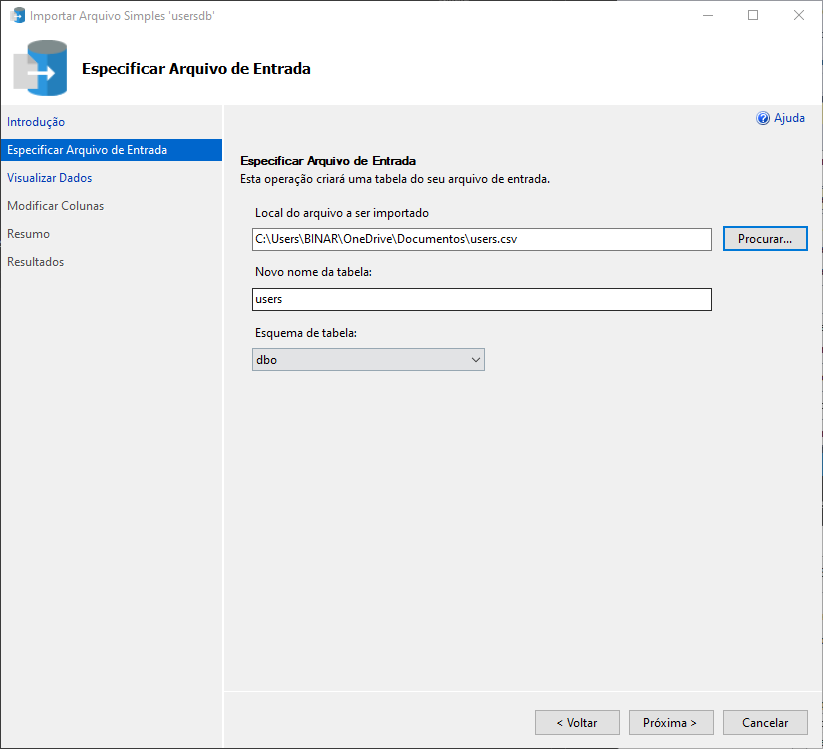 Importar Arquivo Simples 'usersdb'
Especificar Arquivo de Entrada
Introdução
Especificar Arquivo de Entrada
Visualizar Dados
Modificar Colunas
Resumo
Resultados
Ajuda
Especificar Arquivo de Entrada
Esta operação criará uma tabela do seu arquivo de entrada.
Local do arquivo a ser importado
C:\Users\BINAR\OneDrive\Documentos\users.csv
Procurar...
Novo nome da tabela:
users
Esquema de tabela:
dbo
< Voltar
Próxima >
Cancelar